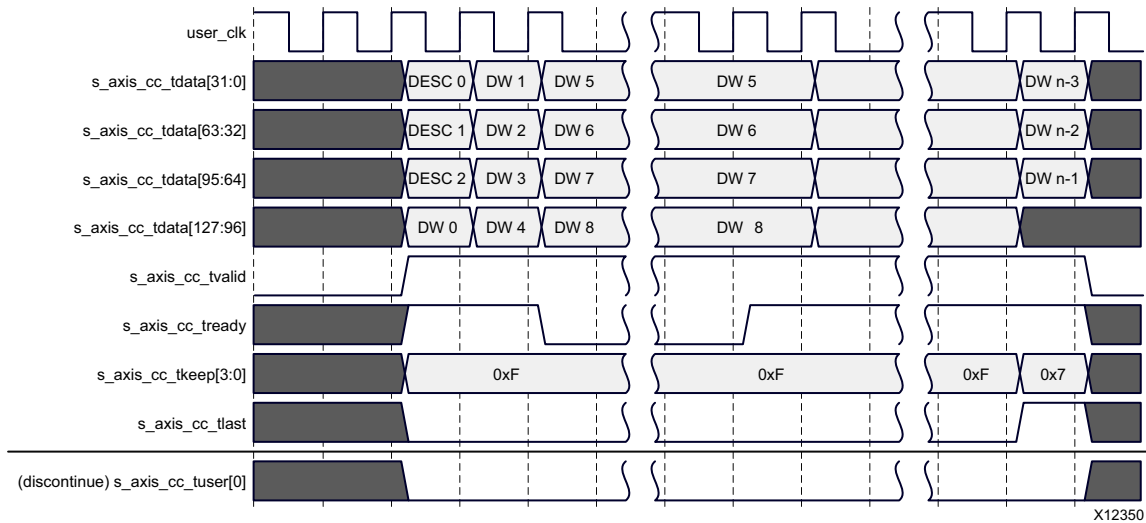 user_clk
s_axis_cc_tdata[31:0] DESC 0 DW 1 DW 5 DW 5 DW n-3
s_axis_cc_tdata[63:32] DESC 1 DW 2 DW 6 DW 6 DW n-2
s_axis_cc_tdata[95:64] DESC 2 DW 3 DW 7 DW 7 DW n-1
s_axis_cc_tdata[127:96] DW 0 DW 4 DW 8 DW 8
s_axis_cc_tvalid
s_axis_cc_tready
s_axis_cc_tkeep[3:0] 0xF 0xF 0xF 0x7
s_axis_cc_tlast
(discontinue) s_axis_cc_tuser[0]
X12350